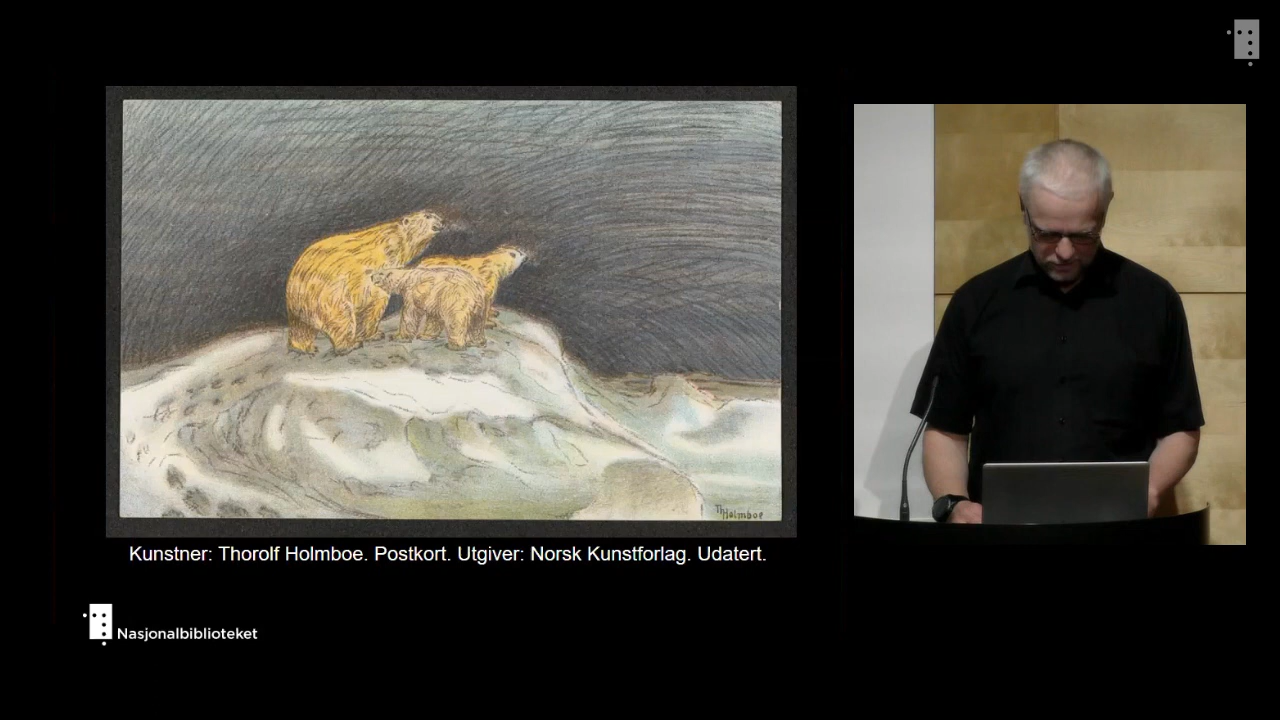 Th Holmboe
Kunstner: Thorolf Holmboe. Postkort. Utgiver: Norsk Kunstforlag. Udatert.
Nasjonalbiblioteket